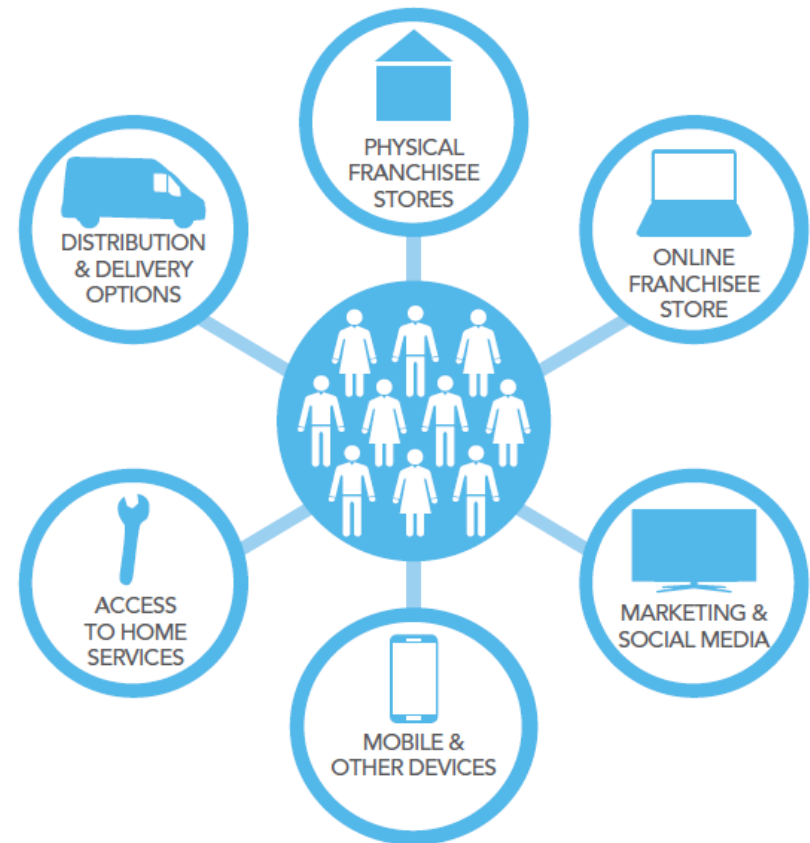 PHYSICAL
FRANCHISEE
STORES
ONLINE
FRANCHISEE
STORE
MARKETING &
SOCIAL MEDIA
MOBILE &
OTHER DEVICES
ACCESS
TO HOME
SERVICES
DISTRIBUTION
& DELIVERY
OPTIONS